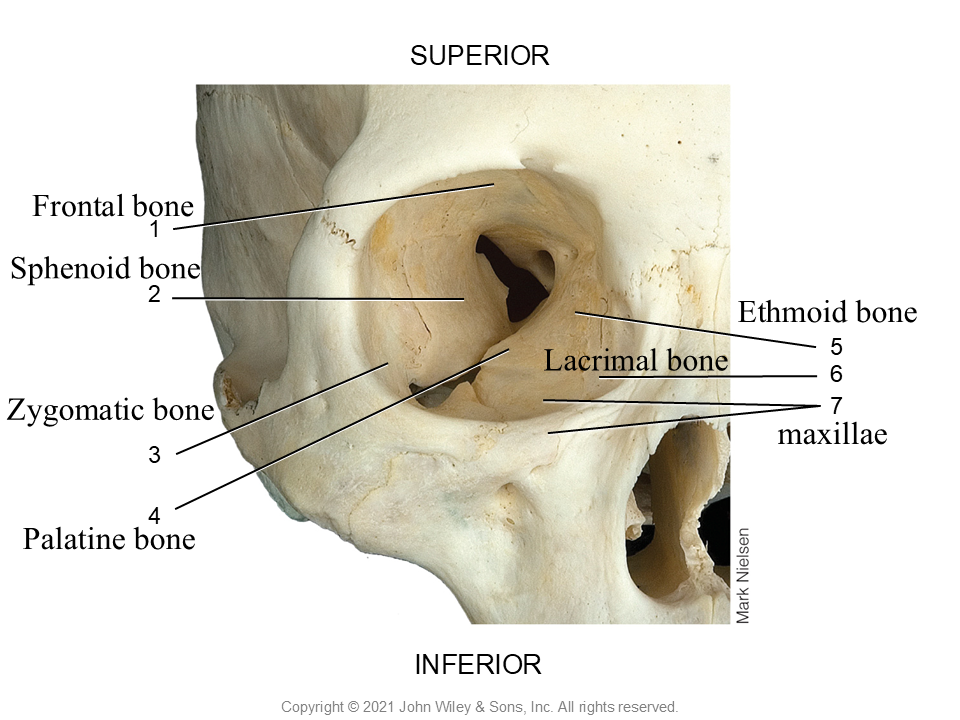 SUPERIOR
Frontal bone
1
Sphenoid bone
2
Zygomatic bone
3
4
Palatine bone
Ethmoid bone
5
Lacrimal bone
6
7
maxillae
Mark Nielsen
INFERIOR
Copyright © 2021 John Wiley & Sons, Inc. All rights reserved.